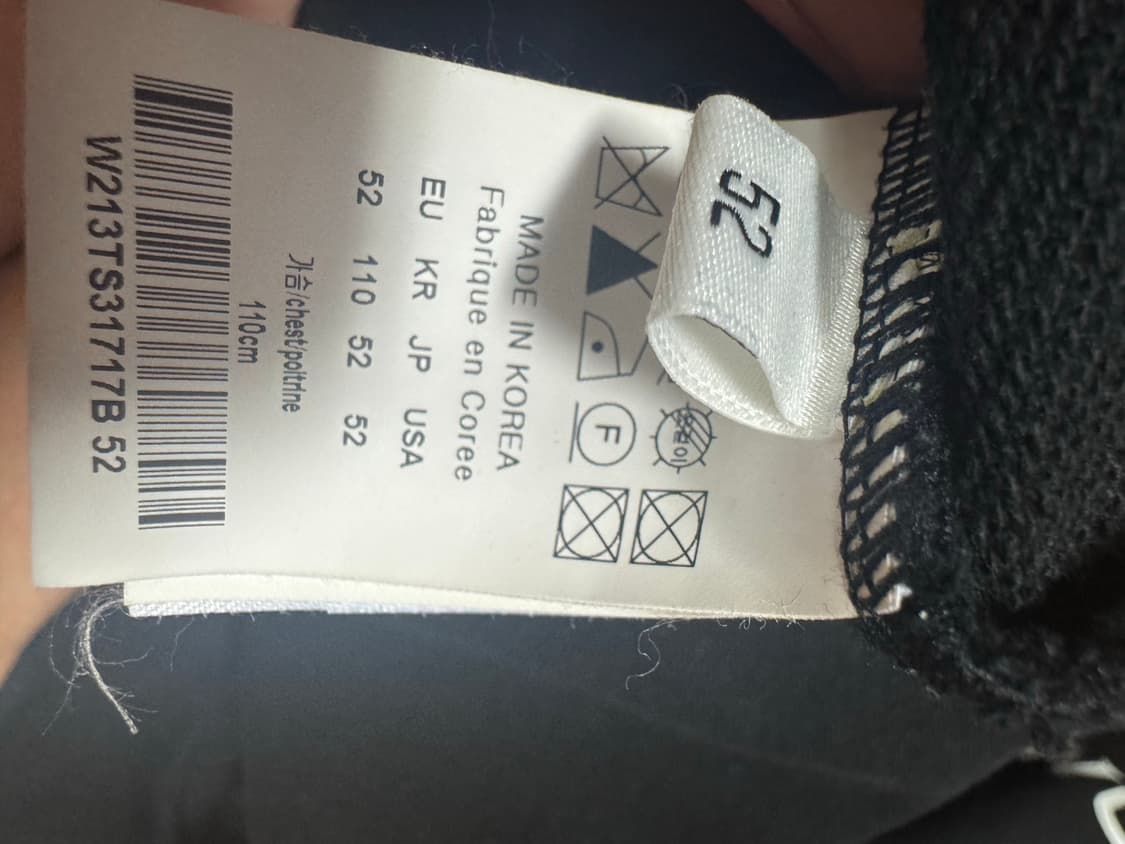 52
F
MADE IN KOREA
Fabrique en Coree
EU KR JP USA
52 110 52 52
가슴/chest/poitrine
110cm
W213TS31717B 52